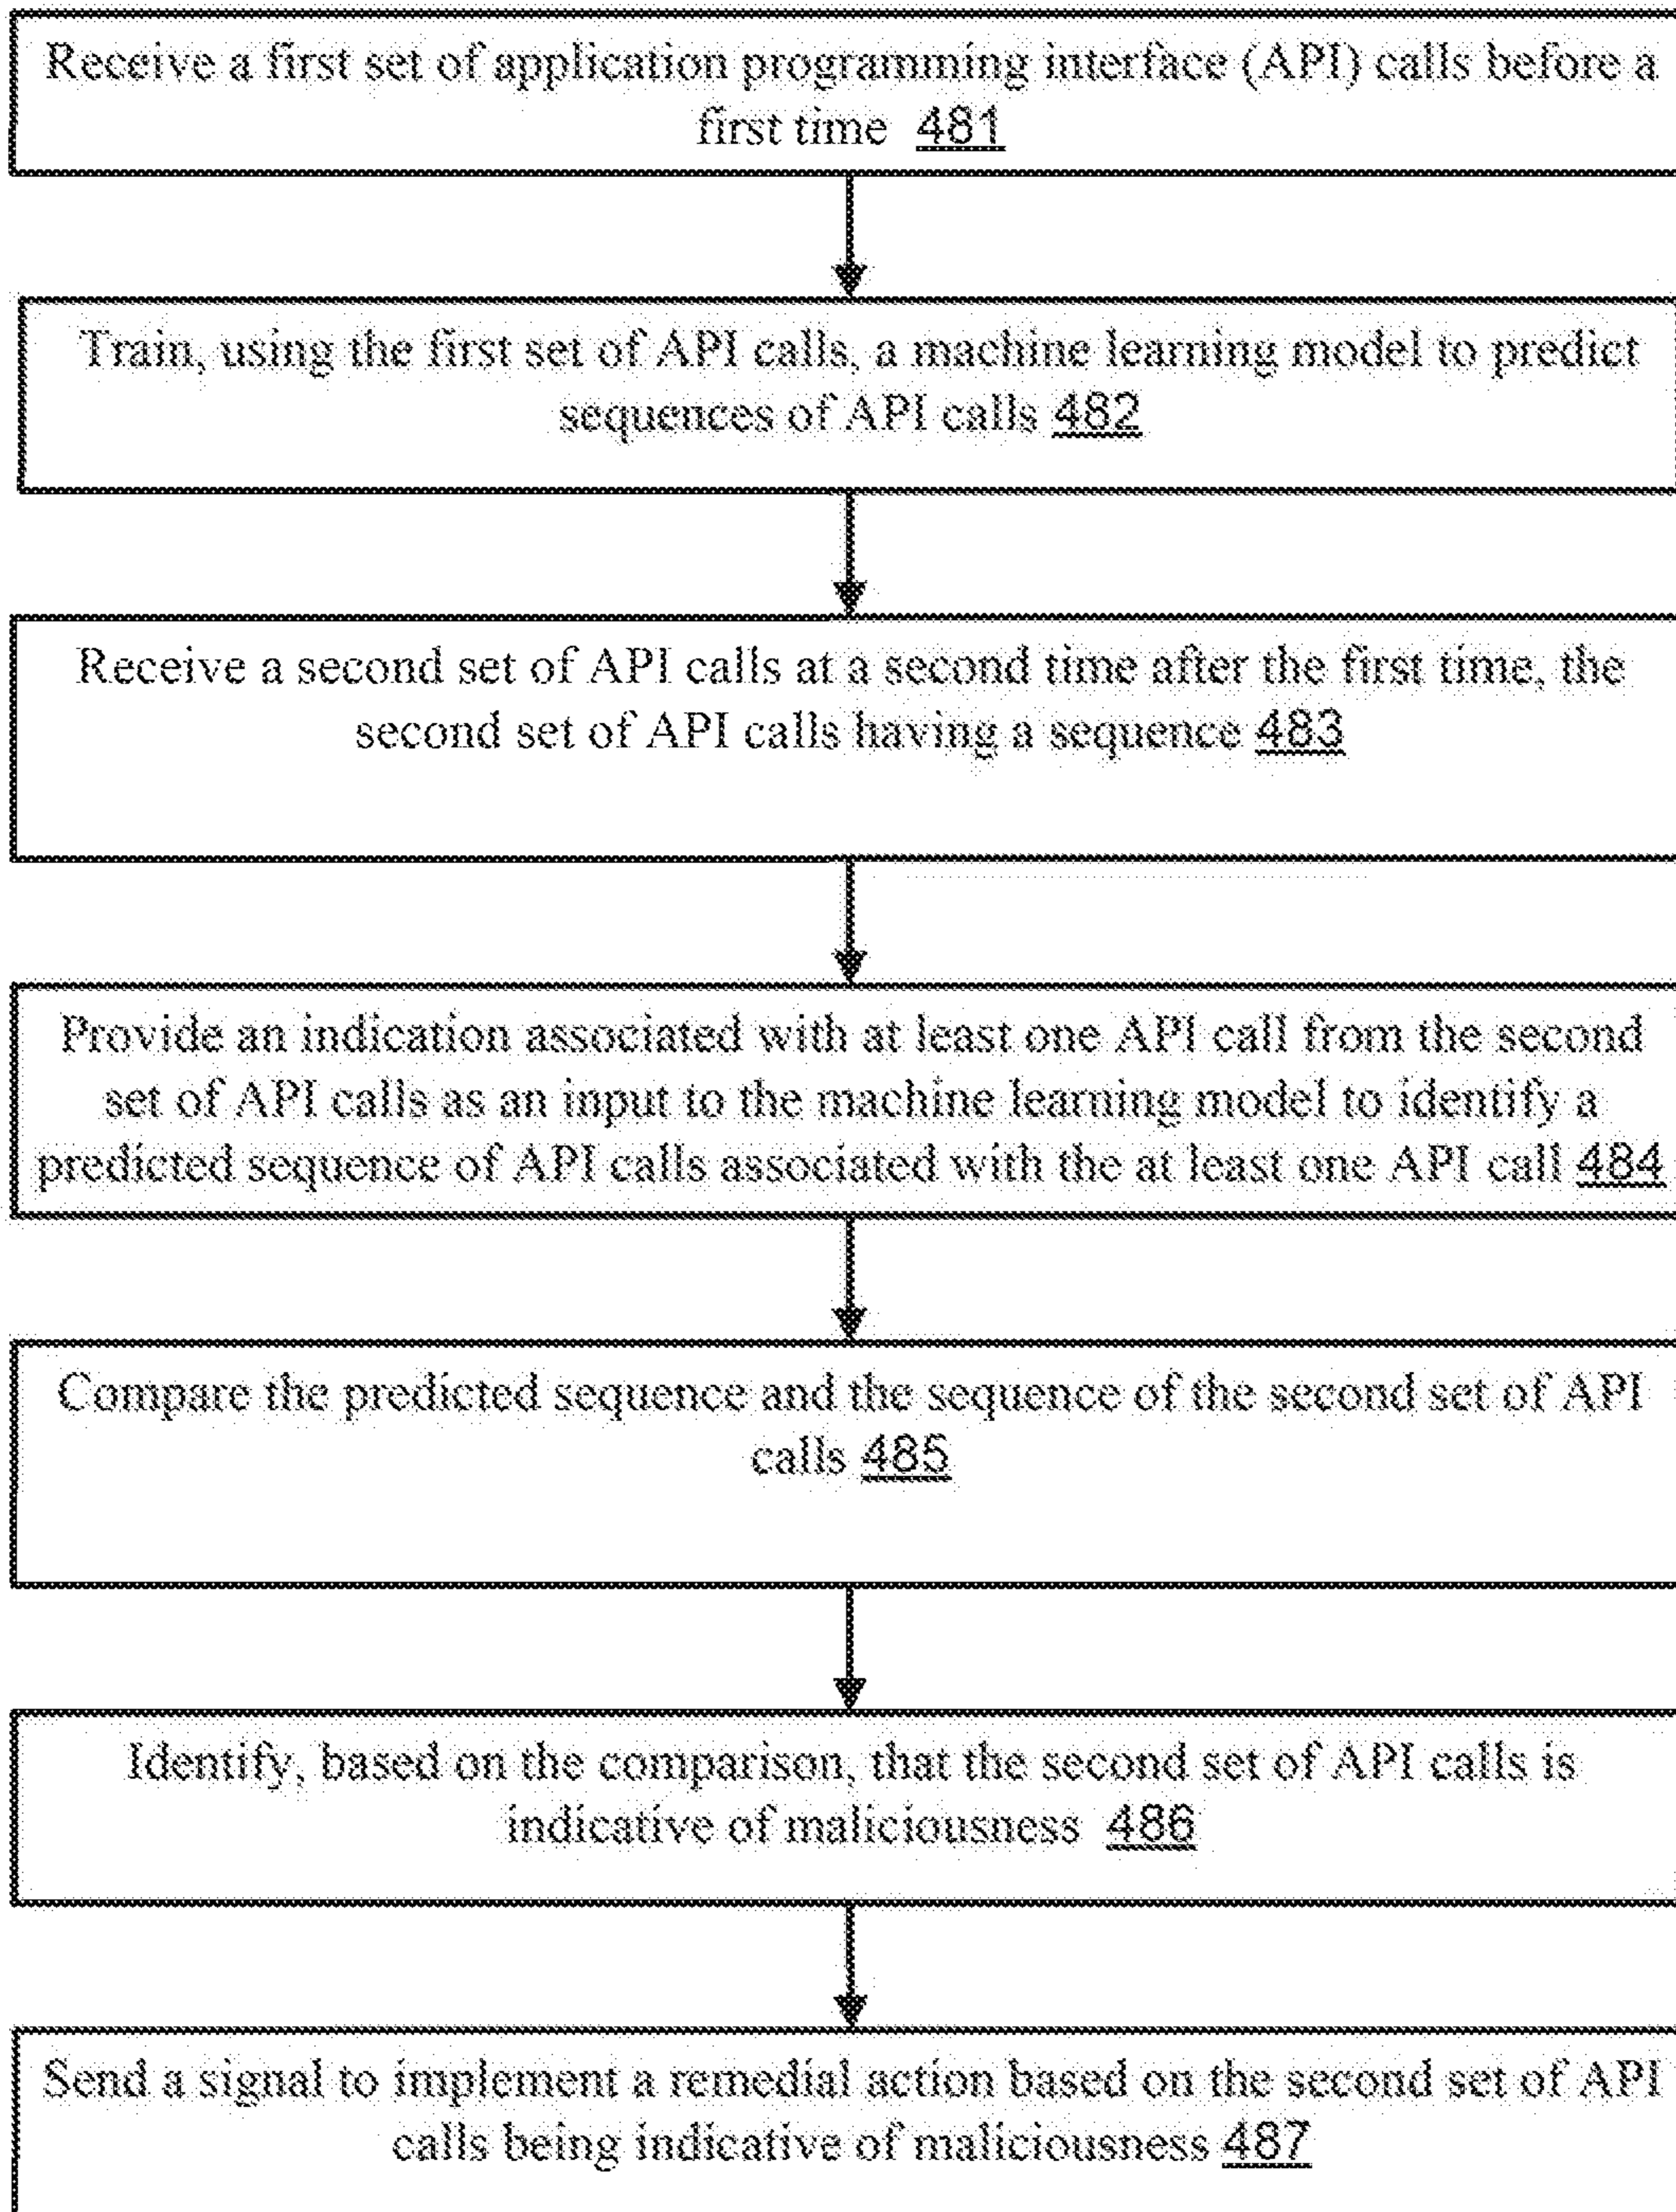 Receive a first set of application programming interface (API) calls before a
first time 481
Train, using the first set of API calls, a machine learning model to predict
sequences of API calls 482
Receive a second set of API calls at a second time after the first time, the
second set of API calls having a sequence 483
Provide an indication associated with at least one API call from the second
set of API calls as an input to the machine learning model to identify a
predicted sequence of API calls associated with the at least one API call 484
Compare the predicted sequence and the sequence of the second set of API
calls 485
Identify, based on the comparison, that the second set of API calls is
indicative of maliciousness 486
Send a signal to implement a remedial action based on the second set of API
calls being indicative of maliciousness 487